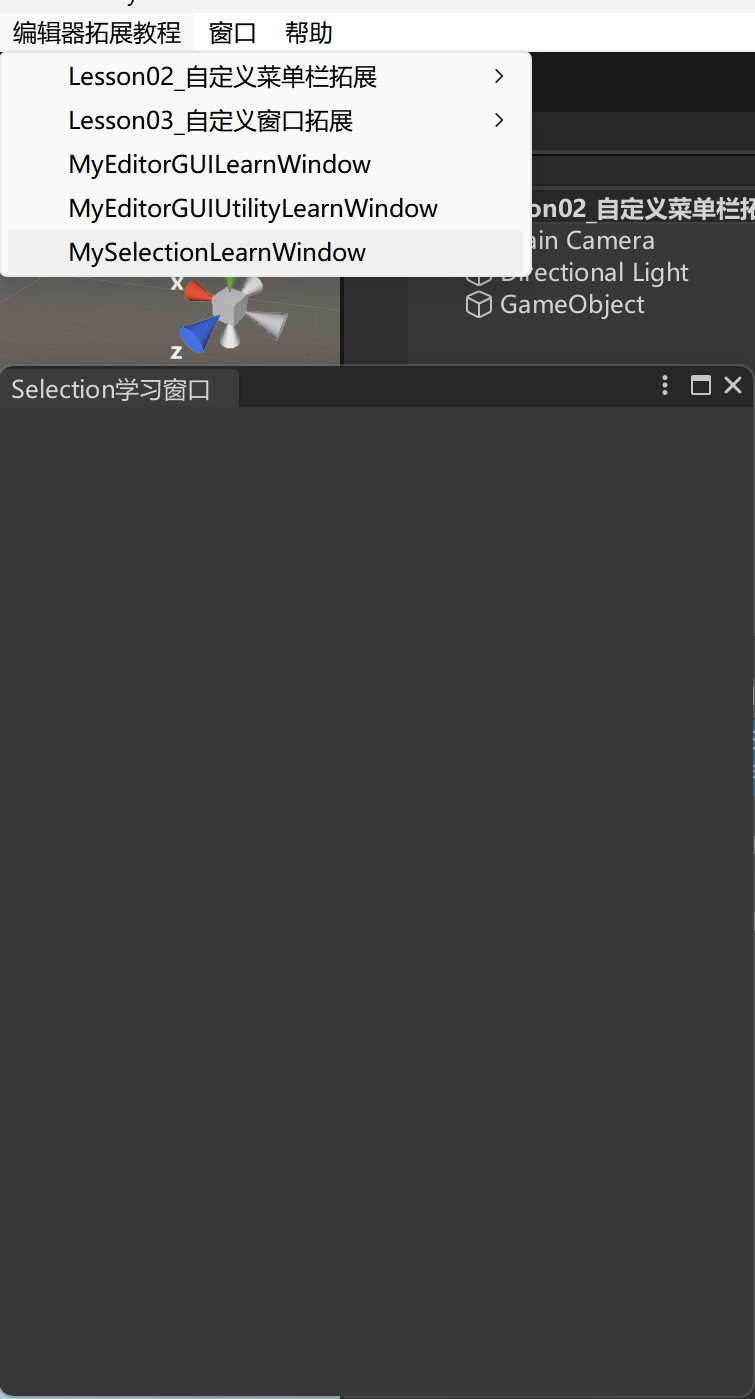 编辑器拓展教程 窗口 帮助
Lesson02_自定义菜单栏拓展
Lesson03_自定义窗口拓展
MyEditorGUILearnWindow
MyEditorGUIUtilityLearnWindow
MySelectionLearnWindow
on02_自定义菜单栏拓
ain Camera
Directional Light
GameObject
x
z
Selection学习窗口